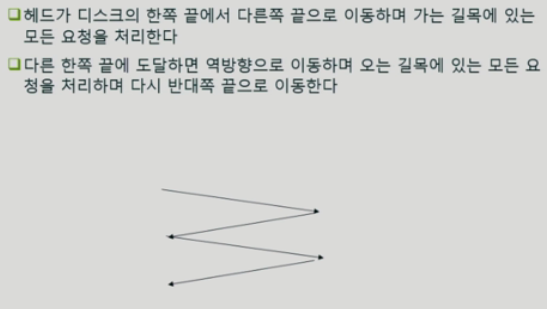 헤드가 디스크의 한쪽 끝에서 다른쪽 끝으로 이동하며 가는 길목에 있는
모든 요청을 처리한다
다른 한쪽 끝에 도달하면 역방향으로 이동하며 오는 길목에 있는 모든 요
청을 처리하며 다시 반대쪽 끝으로 이동한다